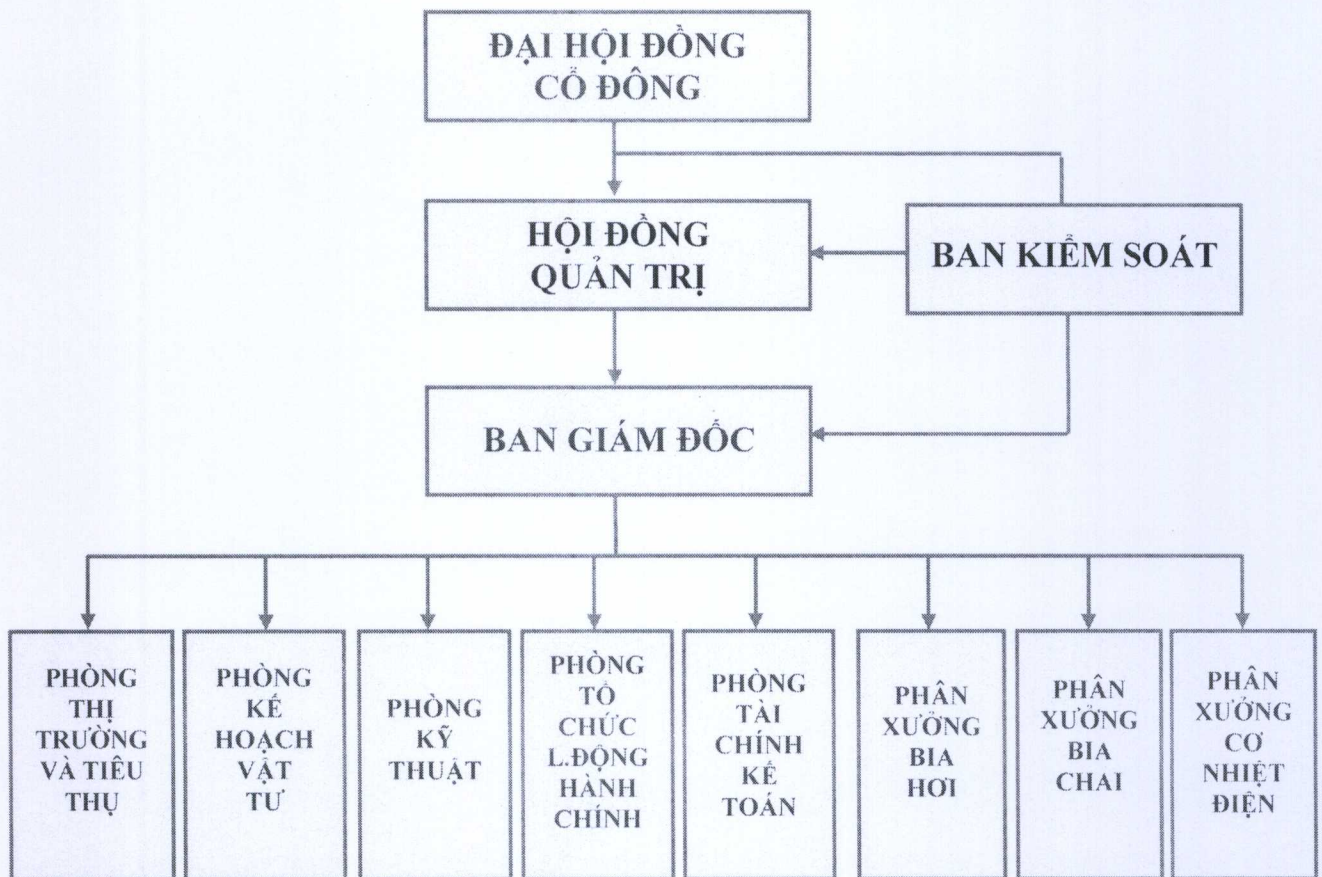 ĐẠI HỘI ĐỒNG
CỔ ĐÔNG
HỘI ĐỒNG
QUẢN TRỊ
BAN KIỂM SOÁT
BAN GIÁM ĐỐC
PHÒNG
THỊ
TRƯỜNG
VÀ TIÊU
THỤ
PHÒNG
KẾ
HOẠCH
VẬT
TƯ
PHÒNG
KỸ
THUẬT
PHÒNG
TỔ
CHỨC
L.ĐỘNG
HÀNH
CHÍNH
PHÒNG
TÀI
CHÍNH
KẾ
TOÁN
PHÂN
XƯỞNG
BIA
HƠI
PHÂN
XƯỞNG
BIA
CHAI
PHÂN
XƯỞNG
CƠ
NHIỆT
ĐIỆN